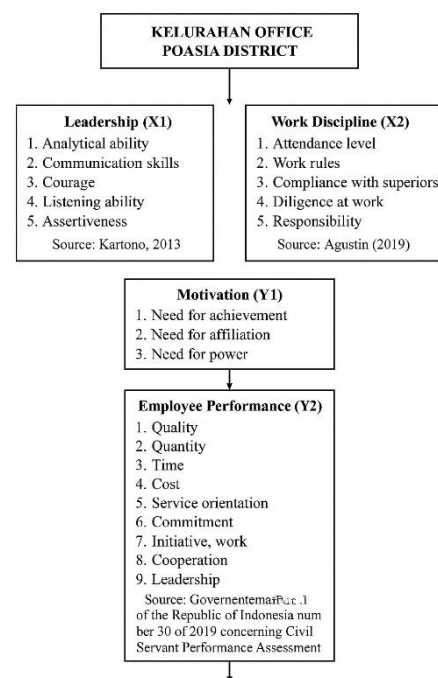 KELURAHAN OFFICE
POASIA DISTRICT
Leadership (X1)
1. Analytical ability
2. Communication skills
3. Courage
4. Listening ability
5. Assertiveness
Source: Kartono, 2013
Work Discipline (X2)
1. Attendance level
2. Work rules
3. Compliance with superiors
4. Diligence at work
5. Responsibility
Source: Agustin (2019)
Motivation (Y1)
1. Need for achievement
2. Need for affiliation
3. Need for power
Employee Performance (Y2)
1. Quality
2. Quantity
3. Time
4. Cost
5. Service orientation
6. Commitment
7. Initiative, work
8. Cooperation
9. Leadership
Source:
of the Republic of Indonesia num
ber 30 of 2019 concerning Civil
Servant Performance Assessment